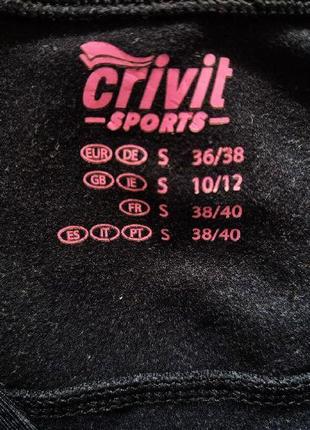 crivit
SPORTS
EUR DE S 36/38
GB IE S 10/12
FR S 38/40
ES IT PT S 38/40